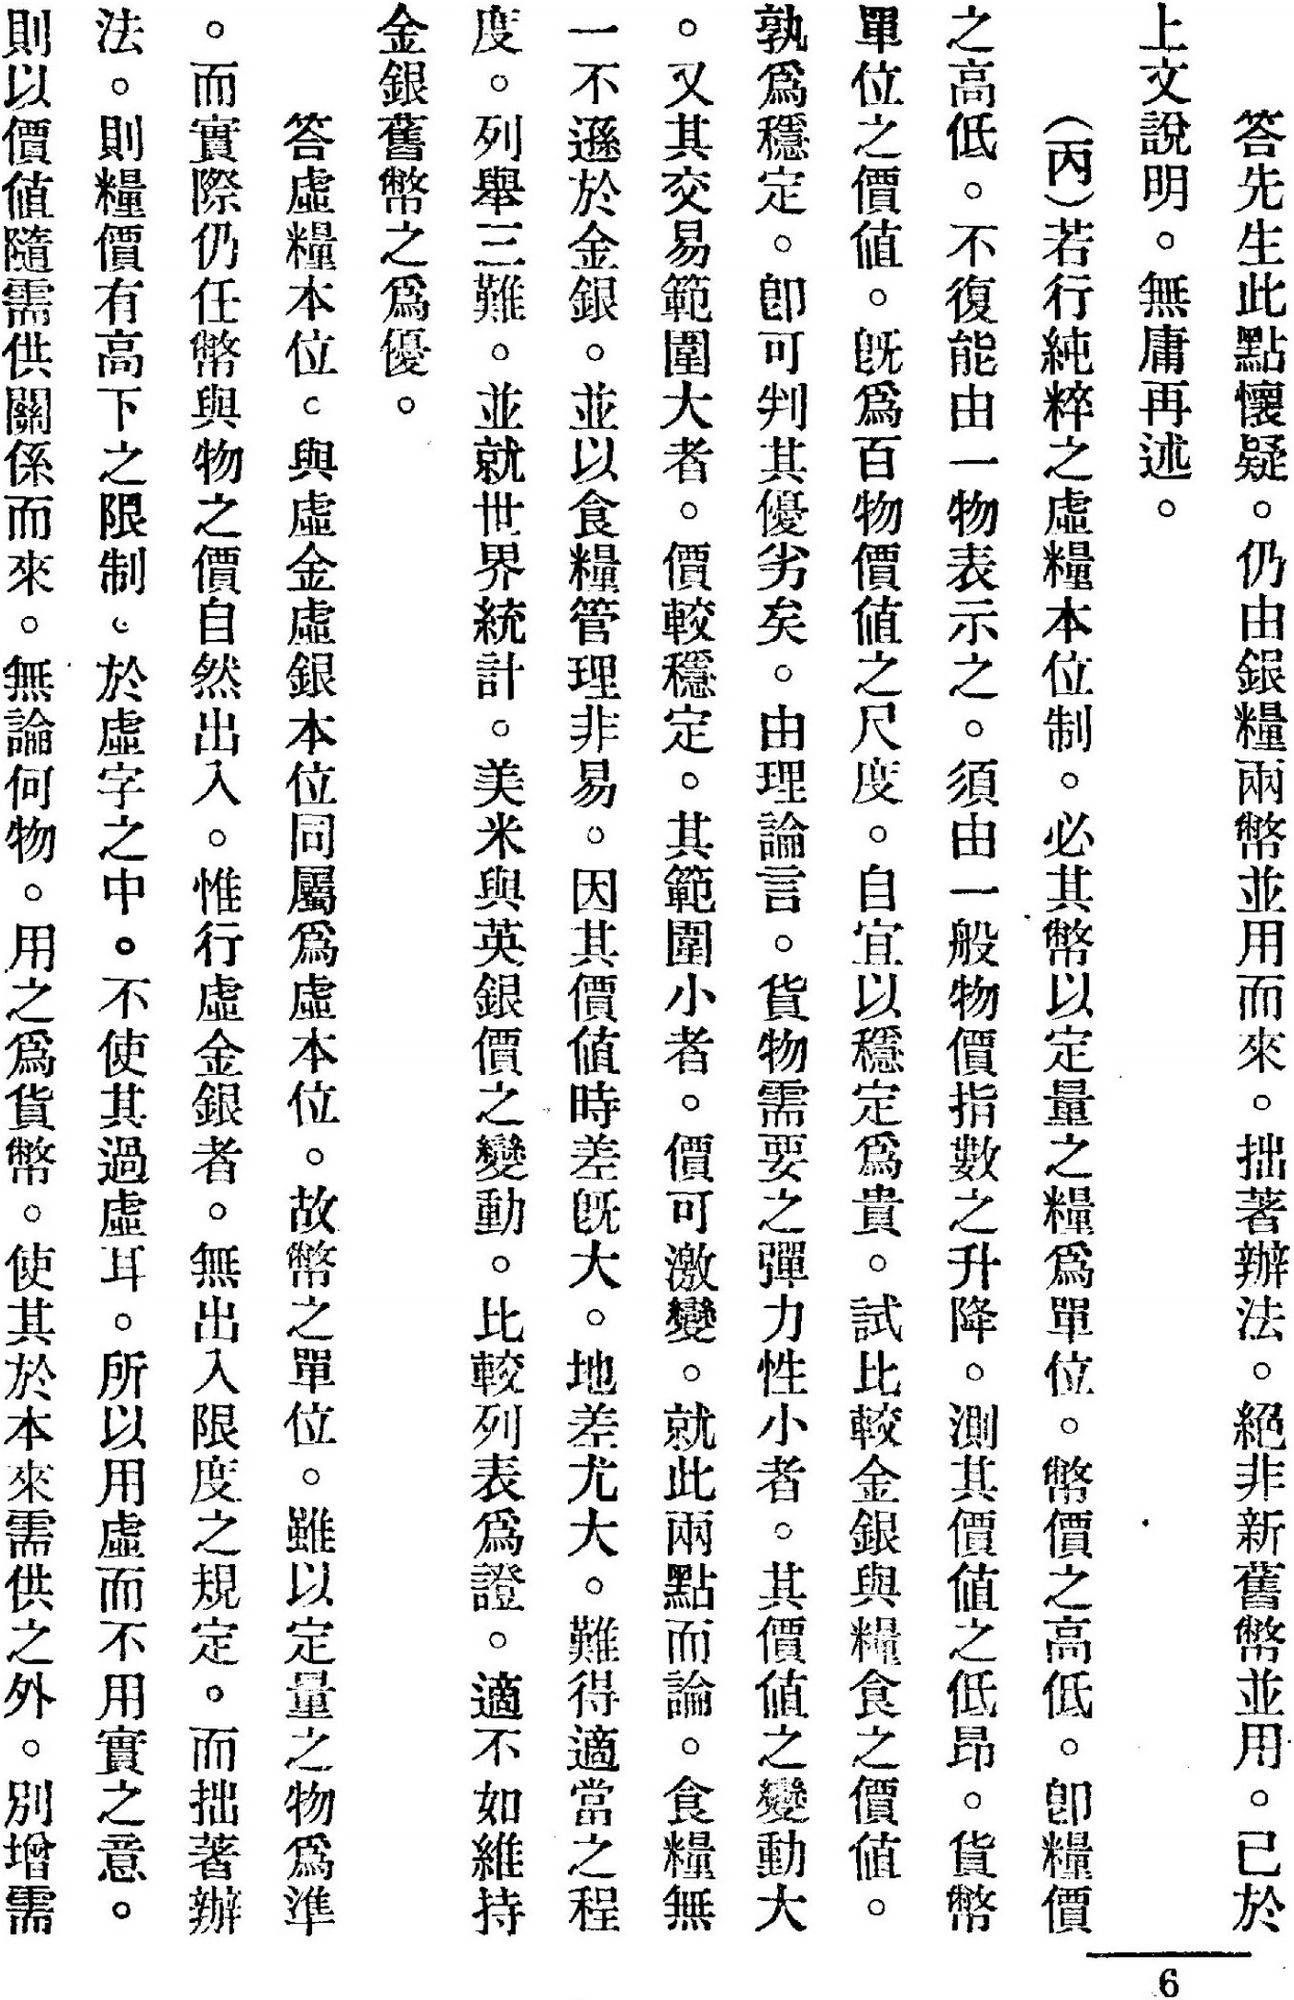 答先生此點懷疑。仍由銀糧兩幣並用而來。拙著辦法。絕非新舊幣並用。已於
上文說明。無庸再述。
(丙)若行純粹之虛糧本位制。必其幣以定量之糧爲單位。幣價之高低。卽糧價
之高低。不復能由一物表示之。須由一般物價指數之升降。測其價值之低昂。貨幣
單位之價值。旣爲百物價值之尺度。自宜以穩定爲貴。試比較金銀與糧食之價值。
孰爲穩定。卽可判其優劣矣。由理論言。貨物需要之彈力性小者。其價值之變動大
。又其交易範圍大者。價較穩定。其範圍小者。價可激變。就此兩點而論。食糧無
一不遜於金銀。並以食糧管理非易。因其價値時差旣大。地差尤大。難得適當之程
度。列舉三難。並就世界統計。美米與英銀價之變動。比較列表爲證。適不如維持
金銀舊幣之爲優。
答虛糧本位。與虛金虛銀本位同屬爲虛本位。故幣之單位。雖以定量之物爲準
。而實際仍任幣與物之價自然出入。惟行虛金銀者。無出入限度之規定。而拙著辦
法。則糧價有高下之限制。於虛字之中。不使其過虛耳。所以用虛而不用實之意。
則以價値隨需供關係而來。無論何物。用之爲貨幣。使其於本來需供之外。別增需
6